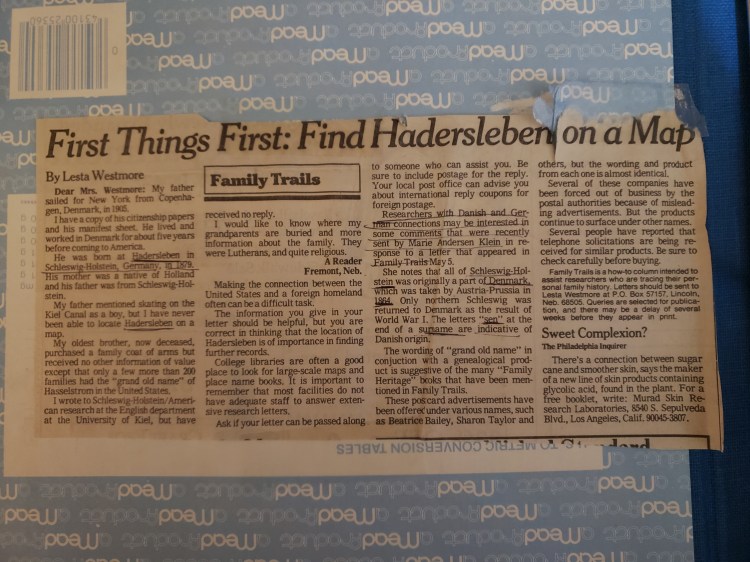 0
43100 23360
First Things First: Find Hadersleben on a Map
By Lesta Westmore
Dear Mrs. Westmore: My father
sailed for New York from Copenha-
gen, Denmark, in 1905.
I have a copy of his citizenship papers
and his manifest sheet. He lived and
worked in Denmark for about five years
before coming to America.
He was born at Hadersleben in
Schleswig-Holstein, Germany, in 1879.
His mother was a native of Holland
and his father was from Schleswig-Hol-
stein.
My father mentioned skating on the
Kiel Canal as a boy, but I have never
been able to locate Hadersleben on a
map.
My oldest brother, now deceased,
purchased a family coat of arms but
received no other information of value
except that only a few more than 200
families had the "grand old name" of
Hasselstrom in the United States.
I wrote to Schleswig-Holstein/Ameri-
can research at the English department
at the University of Kiel, but have
Family Trails
received no reply.
I would like to know where my
grandparents are buried and more
information about the family. They
were Lutherans, and quite religious.
A Reader
Fremont, Neb.
Making the connection between the
United States and a foreign homeland
often can be a difficult task.
The information you give in your
letter should be helpful, but you are
correct in thinking that the location of
Hadersleben is of importance in finding
further records.
College libraries are often a good
place to look for large-scale maps and
place name books. It is important to
remember that most facilities do not
have adequate staff to answer exten-
sive research letters.
Ask if your letter can be passed along
to someone who can assist you. Be
sure to include postage for the reply.
Your local post office can advise you
about international reply coupons for
foreign postage.
Researchers with Danish and Ger-
man connections may be interested in
some comments that were recently
sent by Marie Andersen Klein in re-
sponse to a letter that appeared in
Family Trails May 5.
She notes that all of Schleswig-Hol-
stein was originally a part of Denmark,
which was taken by Austria-Prussia in
1864. Only northern Schleswig was
returned to Denmark as the result of
World War I. The letters "sen" at the
end of a surname are indicative of
Danish origin.
The wording of "grand old name" in
conjuction with a genealogical prod-
uct is suggestive of the many "Family
Heritage" books that have been men-
tioned in Family Trails.
These postcard advertisements have
been offered under various names, such
as Beatrice Bailey, Sharon Taylor and
others, but the wording and product
from each one is almost identical.
Several of these companies have
been forced out of business by the
postal authorities because of mislead-
ing advertisements. But the products
continue to surface under other names.
Several people have reported that
telephone solicitations are being re-
ceived for similar products. Be sure to
check carefully before buying.
Family Trails is a how-to column intended to
assist researchers who are tracing their per-
sonal family history. Letters should be sent to
Lesta Westmore at P.O. Box 57157, Lincoln,
Neb. 68505. Queries are selected for publica-
tion, and there may be a delay of several
weeks before they appear in print.
Sweet Complexion?
The Philadelphia Inquirer
There's a connection between sugar
cane and smoother skin, says the maker
of a new line of skin products containing
glycolic acid, found in the plant. For a
free booklet, write: Murad Skin Re-
search Laboratories, 8540 S. Sepulveda
Blvd., Los Angeles, Calif. 90045-3807.
TO METRIC CONVERSION TABLES
Mead Products